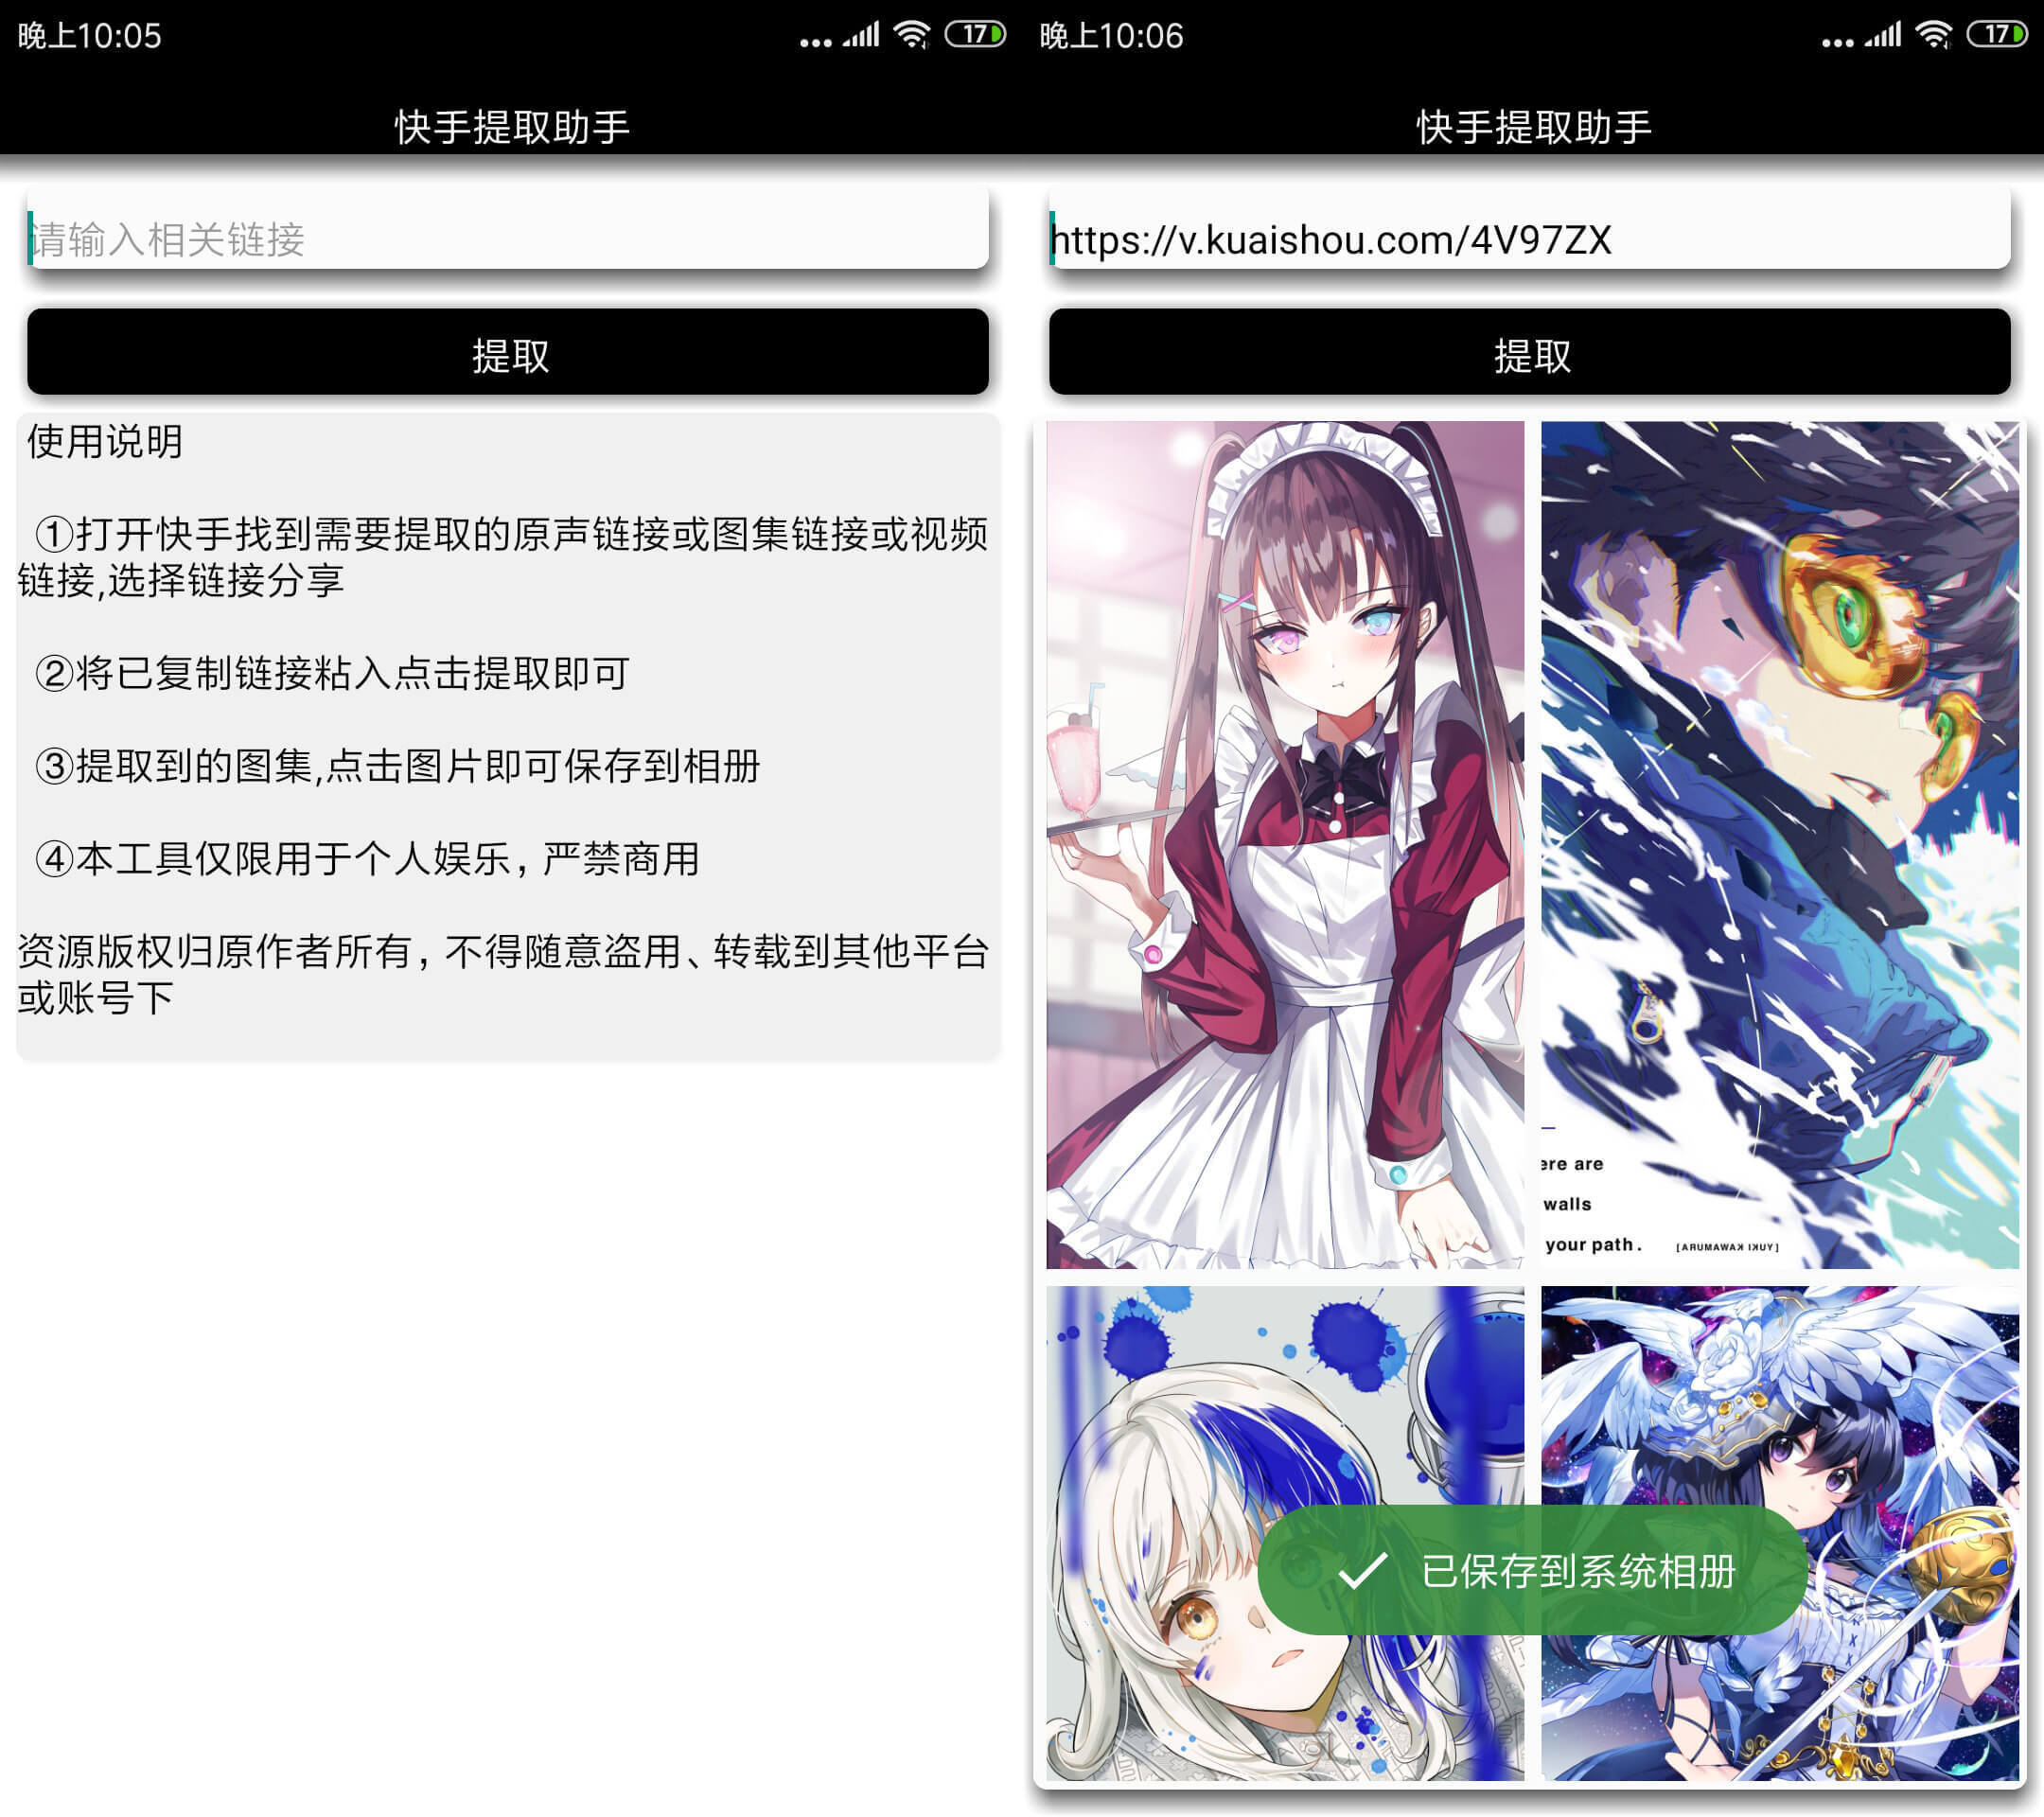 晚上10:05
17
快手提取助手
请输入相关链接
提取
使用说明
①打开快手找到需要提取的原声链接或图集链接或视频
链接,选择链接分享
②将已复制链接粘入点击提取即可
③提取到的图集,点击图片即可保存到相册
④本工具仅限用于个人娱乐，严禁商用
资源版权归原作者所有，不得随意盗用、转载到其他平台
或账号下
晚上10:06
17
快手提取助手
https://v.kuaishou.com/4V97ZX
提取
ere are
walls
your path.
[YUKI KAWAMURA]
已保存到系统相册